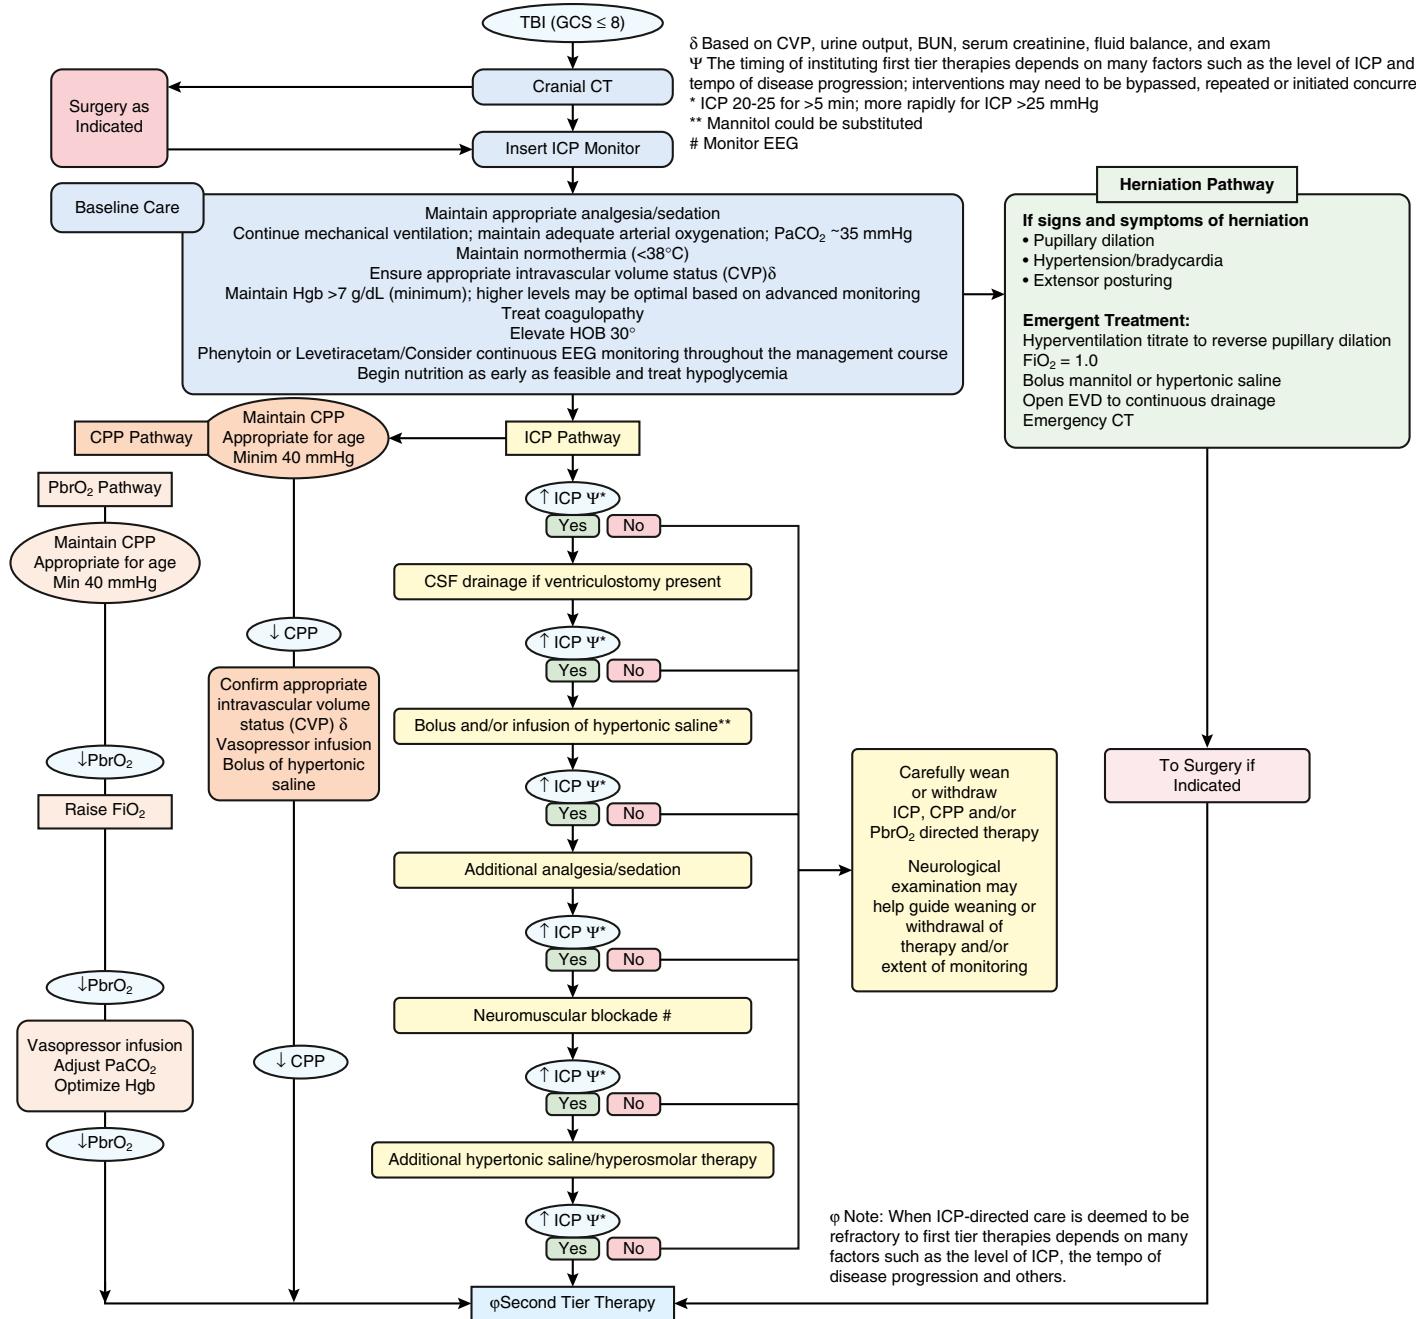 TBI (GCS ≤ 8)
Cranial CT
Surgery as
Indicated
Insert ICP Monitor
δ Based on CVP, urine output, BUN, serum creatinine, fluid balance, and exam
Ψ The timing of instituting first tier therapies depends on many factors such as the level of ICP and
tempo of disease progression; interventions may need to be bypassed, repeated or initiated concurre
* ICP 20-25 for >5 min; more rapidly for ICP >25 mmHg
** Mannitol could be substituted
# Monitor EEG
Baseline Care
Maintain appropriate analgesia/sedation
Continue mechanical ventilation; maintain adequate arterial oxygenation; PaCO₂ ~35 mmHg
Maintain normothermia (<38°C)
Ensure appropriate intravascular volume status (CVP)δ
Maintain Hgb >7 g/dL (minimum); higher levels may be optimal based on advanced monitoring
Treat coagulopathy
Elevate HOB 30°
Phenytoin or Levetiracetam/Consider continuous EEG monitoring throughout the management course
Begin nutrition as early as feasible and treat hypoglycemia
Herniation Pathway
If signs and symptoms of herniation
• Pupillary dilation
• Hypertension/bradycardia
• Extensor posturing
Emergent Treatment:
Hyperventilation titrate to reverse pupillary dilation
FiO₂ = 1.0
Bolus mannitol or hypertonic saline
Open EVD to continuous drainage
Emergency CT
CPP Pathway
Maintain CPP
Appropriate for age
Minim 40 mmHg
ICP Pathway
PbrO₂ Pathway
Maintain CPP
Appropriate for age
Min 40 mmHg
↓PbrO₂
Raise FiO₂
↓PbrO₂
Vasopressor infusion
Adjust PaCO₂
Optimize Hgb
↓PbrO₂
↓ CPP
Confirm appropriate
intravascular volume
status (CVP) δ
Vasopressor infusion
Bolus of hypertonic
saline
↓ CPP
↑ ICP Ψ*
Yes No
CSF drainage if ventriculostomy present
↑ ICP Ψ*
Yes No
Bolus and/or infusion of hypertonic saline**
↑ ICP Ψ*
Yes No
Additional analgesia/sedation
↑ ICP Ψ*
Yes No
Neuromuscular blockade #
↑ ICP Ψ*
Yes No
Additional hypertonic saline/hyperosmolar therapy
↑ ICP Ψ*
Yes No
Carefully wean
or withdraw
ICP, CPP and/or
PbrO₂ directed therapy
Neurological
examination may
help guide weaning or
withdrawal of
therapy and/or
extent of monitoring
To Surgery if
Indicated
φ Note: When ICP-directed care is deemed to be
refractory to first tier therapies depends on many
factors such as the level of ICP, the tempo of
disease progression and others.
φSecond Tier Therapy